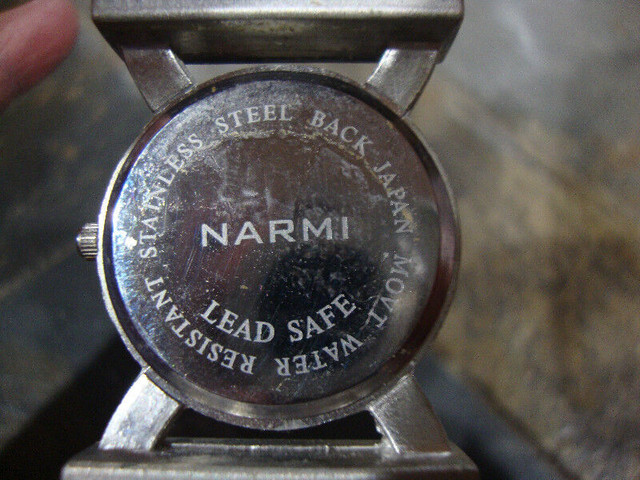 STAINLESS STEEL BACK JAPAN MOVT WATER RESISTANT
NARMI
LEAD SAFE